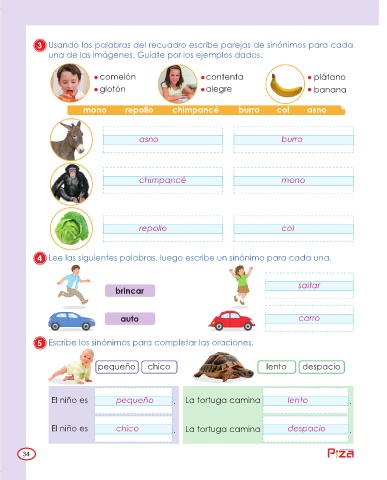 3 Usando las palabras del recuadro escribe parejas de sinónimos para cada
una de las imágenes. Guíate por los ejemplos dados.
• comelón • contenta • plátano
• glotón • alegre • banana
mono repollo chimpancé burro col asno
asno burro
chimpancé mono
repollo col
4 Lee las siguientes palabras, luego escribe un sinónimo para cada una.
brincar saltar
auto carro
5 Escribe los sinónimos para completar las oraciones.
pequeño chico lento despacio
El niño es pequeño . La tortuga camina lento .
El niño es chico . La tortuga camina despacio .
34 Piza